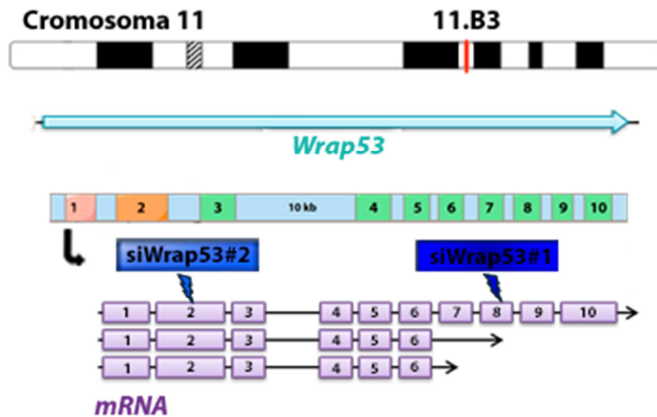 Cromosoma 11 11.B3
Wrap53
1 2 3 10 kb 4 5 6 7 8 9 10
siWrap53#2 siWrap53#1
1 2 3 4 5 6 7 8 9 10
1 2 3 4 5 6
1 2 3 4 5 6
mRNA